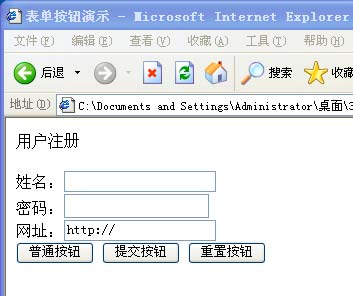 表单按钮演示 - Microsoft Internet Explorer
文件(F) 编辑(E) 查看(V) 收藏(A) 工具(T) 帮助(H)
后退 搜索 收藏
地址(D) C:\Documents and Settings\Administrator\桌面\3
用户注册
姓名：
密码：
网址：http://
普通按钮 提交按钮 重置按钮